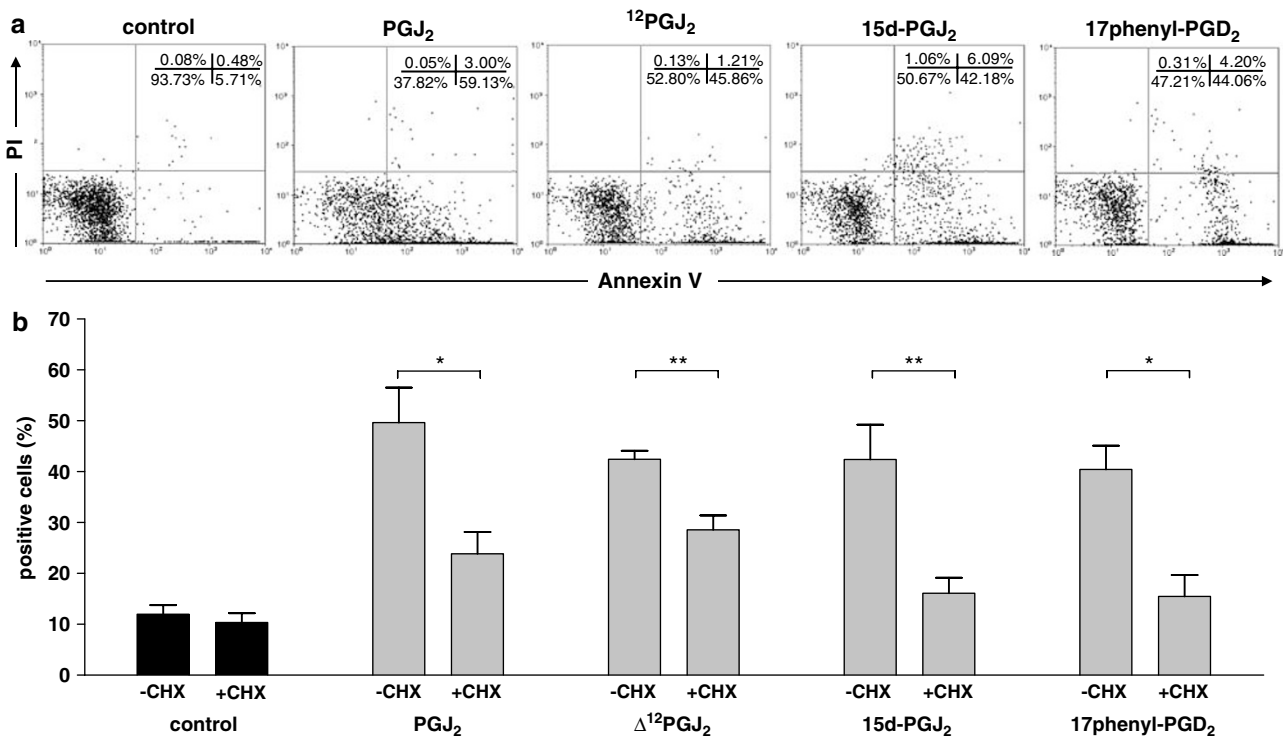 a
control
PGJ₂
¹²PGJ₂
15d-PGJ₂
17phenyl-PGD₂
0.08% 0.48%
93.73% 5.71%
0.05% 3.00%
37.82% 59.13%
0.13% 1.21%
52.80% 45.86%
1.06% 6.09%
50.67% 42.18%
0.31% 4.20%
47.21% 44.06%
PI
Annexin V
b
positive cells (%)
70
60
50
40
30
20
10
0
* ** ** *
-CHX +CHX -CHX +CHX -CHX +CHX -CHX +CHX -CHX +CHX
control PGJ₂ Δ¹²PGJ₂ 15d-PGJ₂ 17phenyl-PGD₂